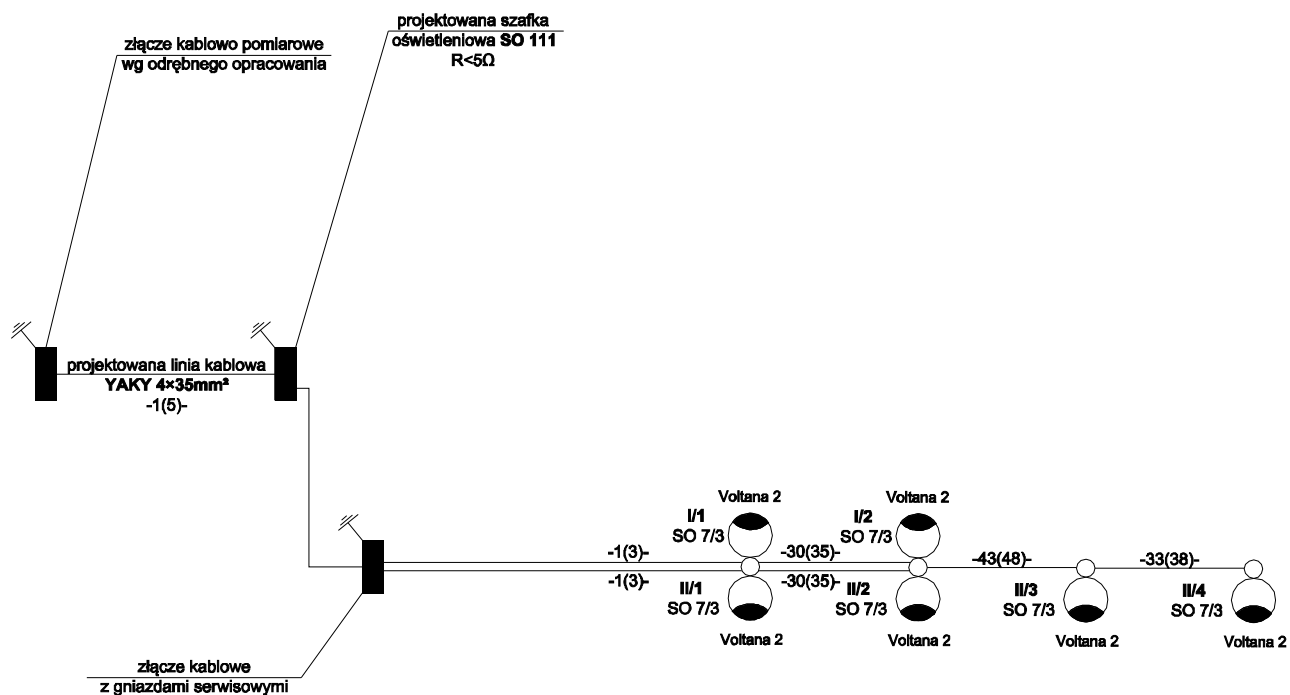 projektowana szafka
oświetleniowa SO 111
R<5Ω
złącze kablowo pomiarowe
wg odrębnego opracowania
projektowana linia kablowa
YAKY 4×35mm²
-1(5)-
Voltana 2
Voltana 2
I/1
SO 7/3
I/2
SO 7/3
-1(3)-
-30(35)-
-43(48)-
-33(38)-
-1(3)-
-30(35)-
II/1
SO 7/3
II/2
SO 7/3
II/3
SO 7/3
II/4
SO 7/3
Voltana 2
Voltana 2
Voltana 2
Voltana 2
złącze kablowe
z gniazdami serwisowymi